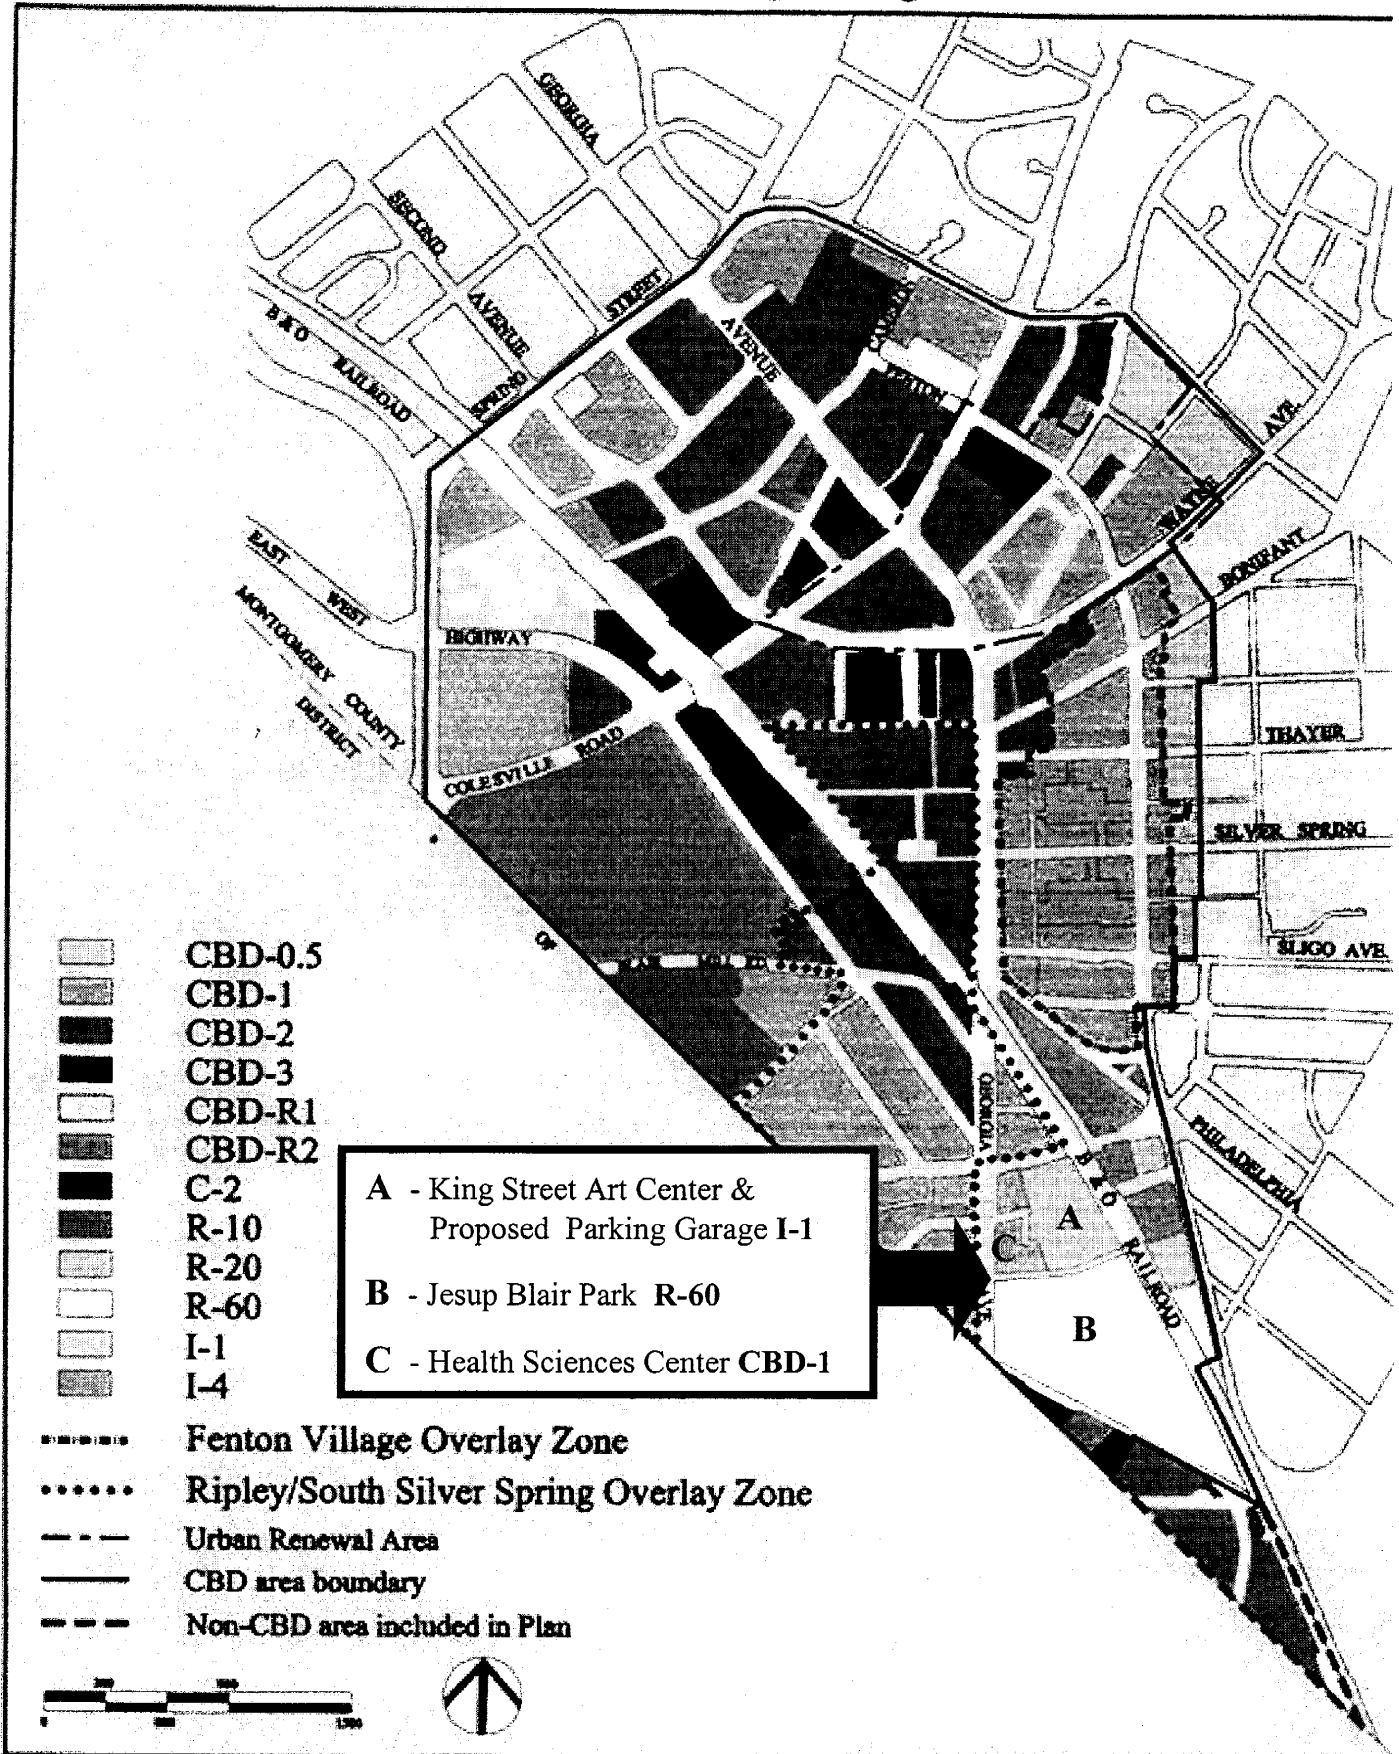 GEORGIA
SECOND
AVENUE
SPRING
STREET
B & O
RAILROAD
AVENUE
FENTON
WAYNE
AVE.
BONIFANT
EAST
WEST
HIGHWAY
MONTGOMERY COUNTY
DISTRICT
OF
COLESVILLE ROAD
THAYER
SILVER SPRING
SLIGO AVE.
PHILADELPHIA
GEORGIA
AVE
B & O
RAILROAD
A
B
C
CBD-0.5
CBD-1
CBD-2
CBD-3
CBD-R1
CBD-R2
C-2
R-10
R-20
R-60
I-1
I-4
A - King Street Art Center &
Proposed Parking Garage I-1
B - Jesup Blair Park R-60
C - Health Sciences Center CBD-1
Fenton Village Overlay Zone
Ripley/South Silver Spring Overlay Zone
Urban Renewal Area
CBD area boundary
Non-CBD area included in Plan
0